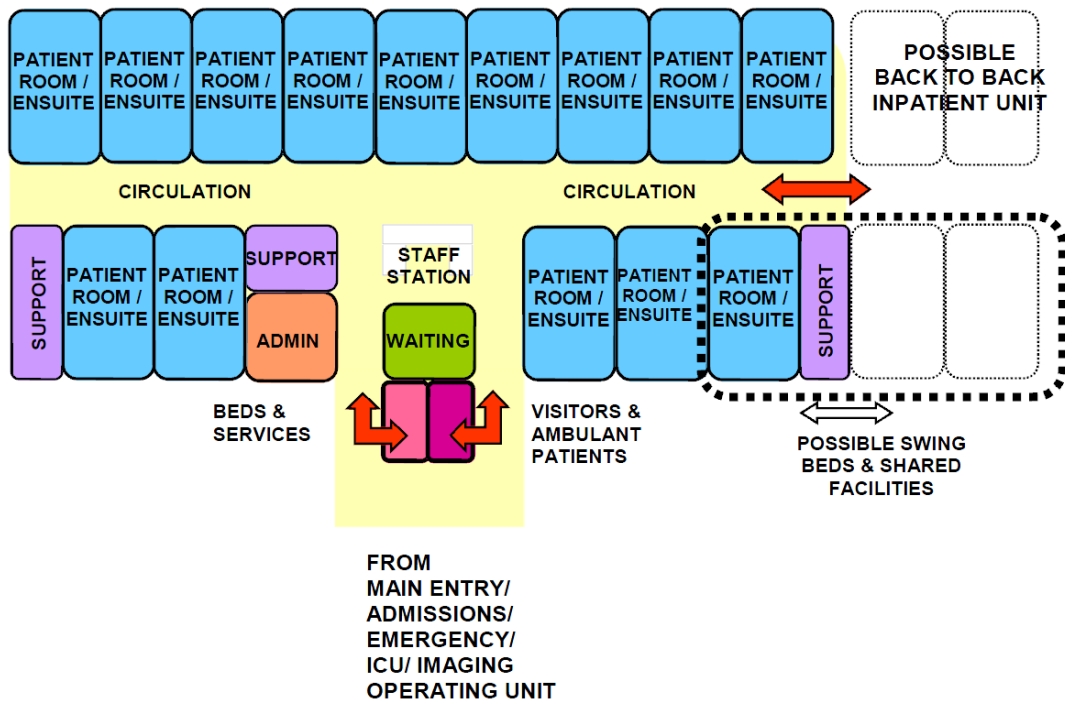 PATIENT
ROOM /
ENSUITE
PATIENT
ROOM /
ENSUITE
PATIENT
ROOM /
ENSUITE
PATIENT
ROOM /
ENSUITE
PATIENT
ROOM /
ENSUITE
PATIENT
ROOM /
ENSUITE
PATIENT
ROOM /
ENSUITE
PATIENT
ROOM /
ENSUITE
PATIENT
ROOM /
ENSUITE
POSSIBLE
BACK TO BACK
INPATIENT UNIT
CIRCULATION
CIRCULATION
SUPPORT
PATIENT
ROOM /
ENSUITE
PATIENT
ROOM /
ENSUITE
SUPPORT
ADMIN
STAFF
STATION
WAITING
PATIENT
ROOM /
ENSUITE
PATIENT
ROOM /
ENSUITE
PATIENT
ROOM /
ENSUITE
SUPPORT
BEDS &
SERVICES
VISITORS &
AMBULANT
PATIENTS
POSSIBLE SWING
BEDS & SHARED
FACILITIES
FROM
MAIN ENTRY/
ADMISSIONS/
EMERGENCY/
ICU/ IMAGING
OPERATING UNIT